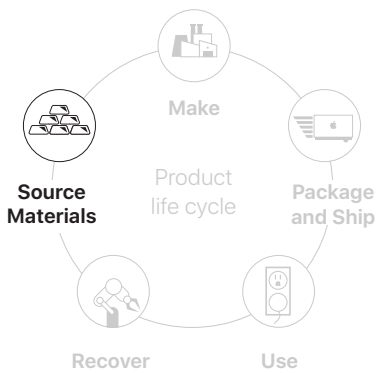 Make
Source
Materials
Product
life cycle
Package
and Ship
Recover
Use